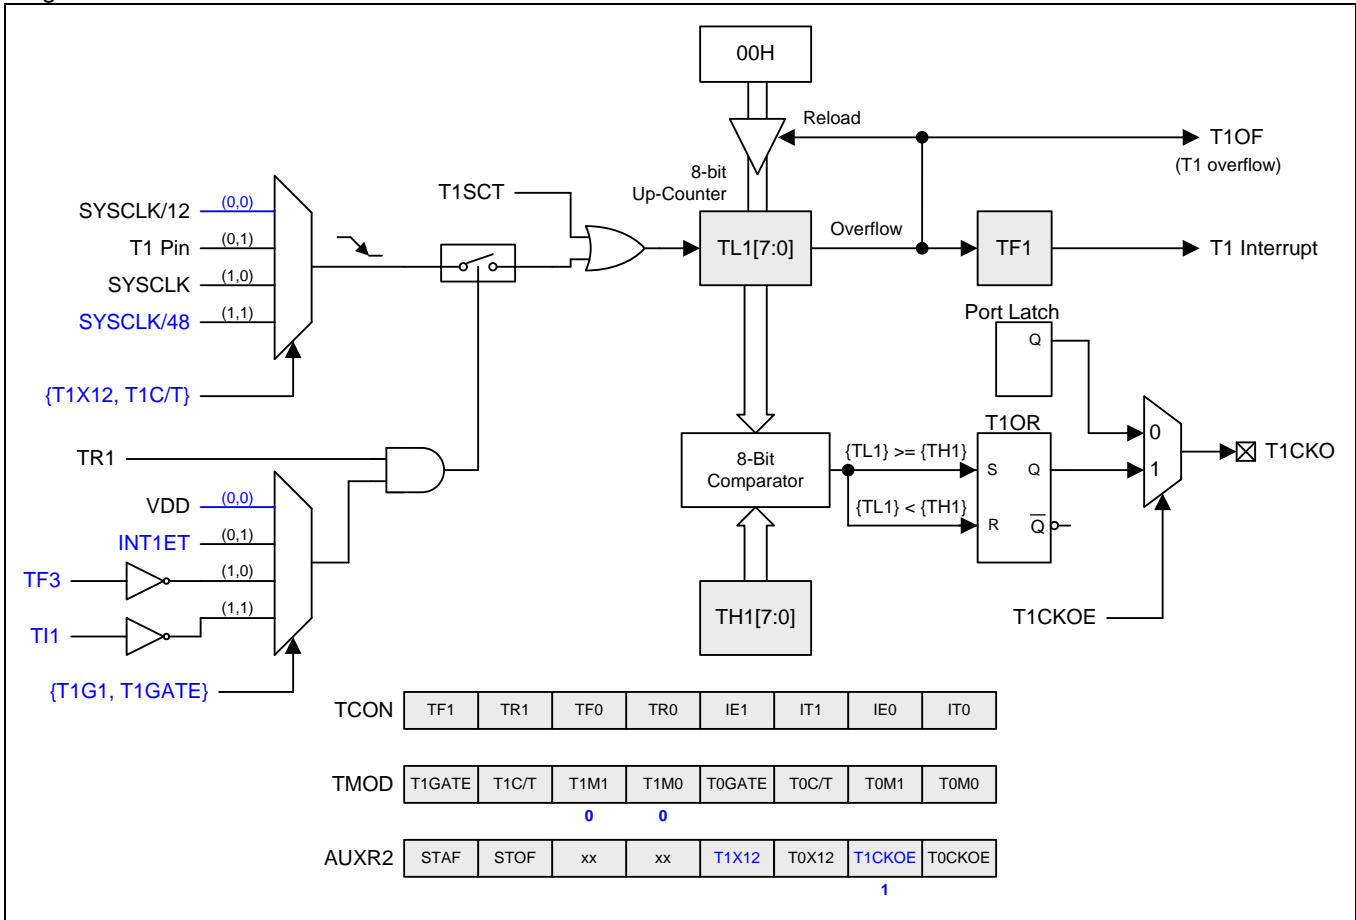 00H
Reload
T1OF
(T1 overflow)
8-bit
Up-Counter
T1SCT
SYSCLK/12
(0,0)
T1 Pin
(0,1)
SYSCLK
(1,0)
SYSCLK/48
(1,1)
{T1X12, T1C/T}
TL1[7:0]
Overflow
TF1
T1 Interrupt
Port Latch
Q
TR1
VDD
(0,0)
INT1ET
(0,1)
TF3
(1,0)
TI1
(1,1)
{T1G1, T1GATE}
8-Bit
Comparator
{TL1} >= {TH1}
{TL1} < {TH1}
T1OR
S
Q
R
Q
0
1
T1CKO
TH1[7:0]
T1CKOE
TCON TF1 TR1 TF0 TR0 IE1 IT1 IE0 IT0
TMOD T1GATE T1C/T T1M1 T1M0 T0GATE T0C/T T0M1 T0M0
0 0
AUXR2 STAF STOF xx xx T1X12 T0X12 T1CKOE T0CKOE
1